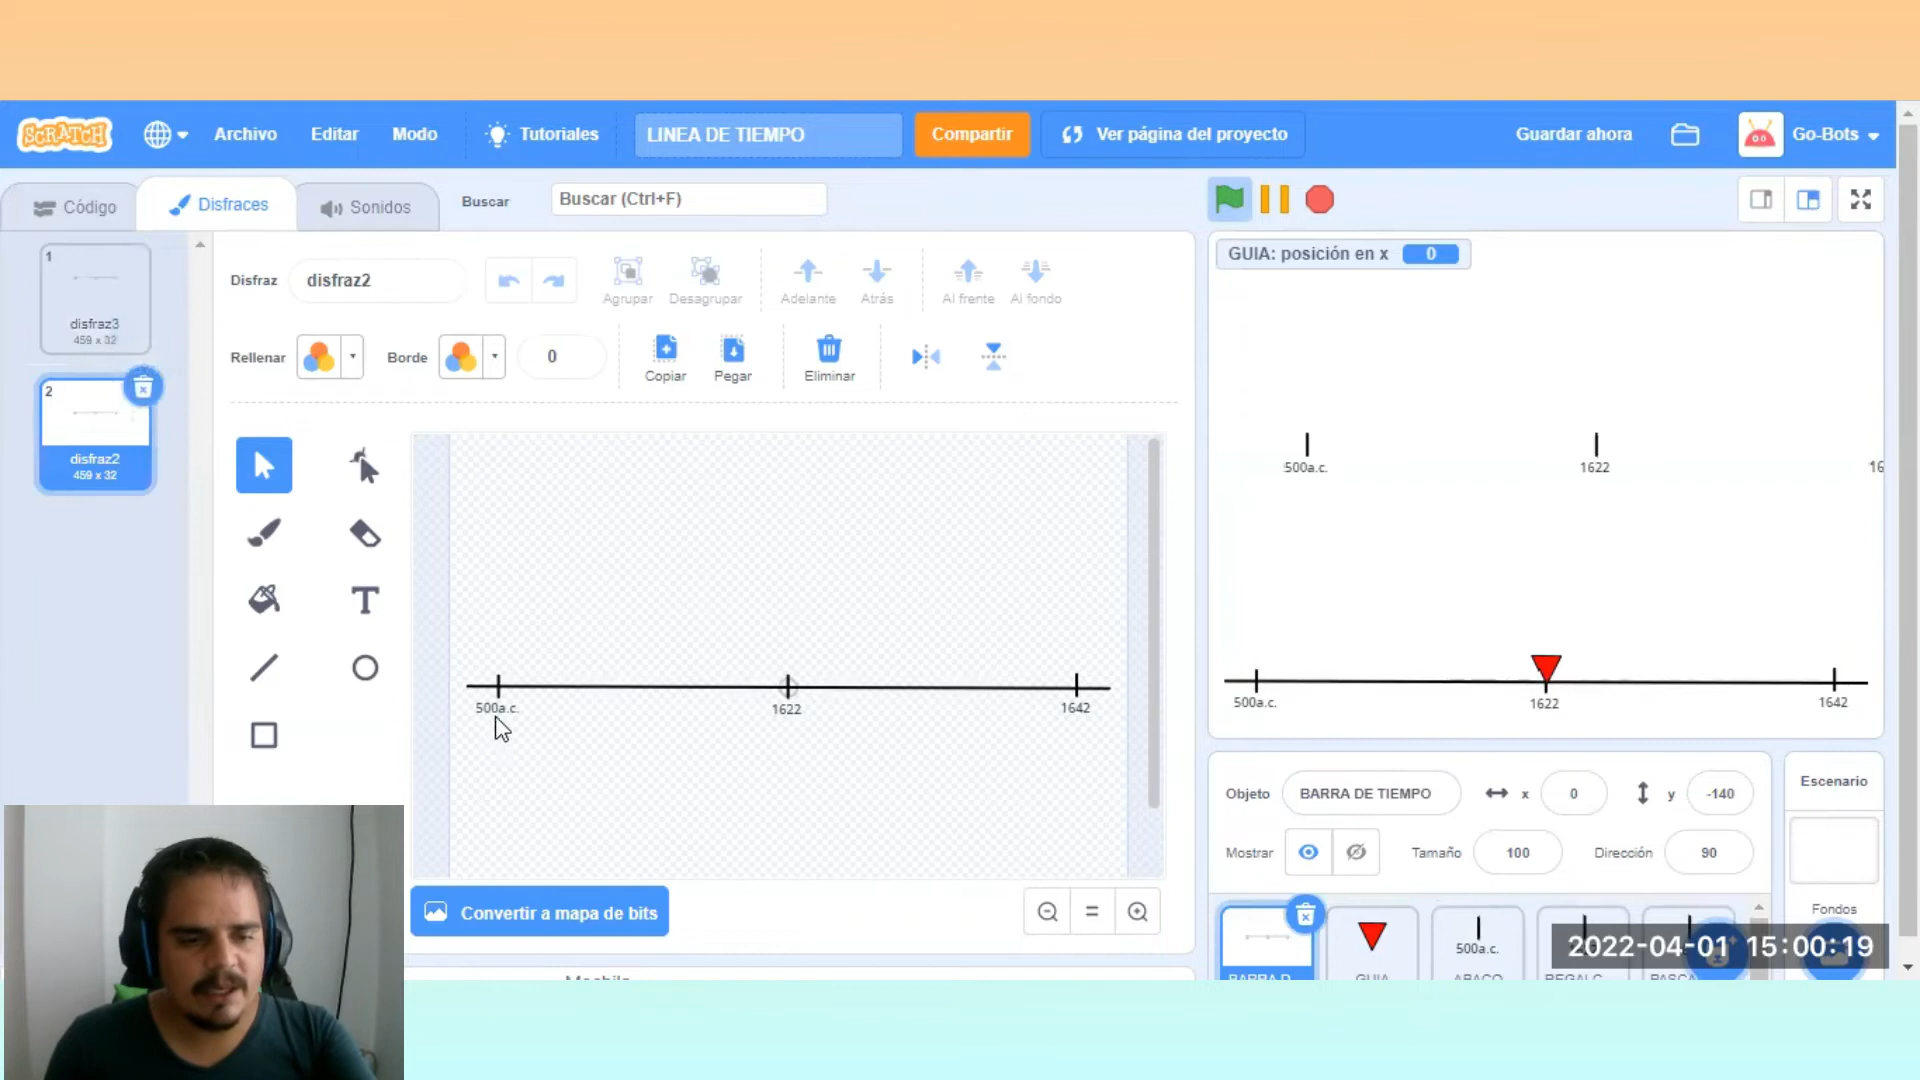 SCRATCH
Archivo
Editar
Modo
Tutoriales
LINEA DE TIEMPO
Compartir
Ver página del proyecto
Guardar ahora
Go-Bots
Código
Disfraces
Sonidos
Buscar
Buscar (Ctrl+F)
1
disfraz3
459 x 32
2
disfraz2
459 x 32
Disfraz
disfraz2
Agrupar
Desagrupar
Adelante
Atrás
Al frente
Al fondo
Rellenar
Borde
0
Copiar
Pegar
Eliminar
500a.c.
1622
1642
Convertir a mapa de bits
GUIA: posición en x 0
500a.c.
1622
16
500a.c.
1622
1642
Objeto
BARRA DE TIEMPO
x
0
y
-140
Mostrar
Tamaño
100
Dirección
90
Escenario
Fondos
500a.c.
BARRA D
GUIA
ABACO
2022-04-01 15:00:19